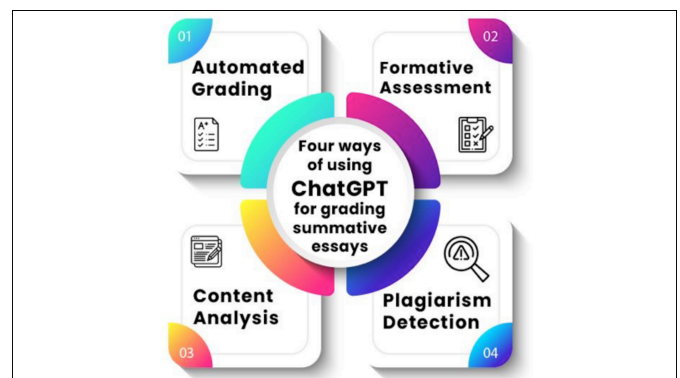 01
Automated
Grading
02
Formative
Assessment
Four ways
of using
ChatGPT
for grading
summative
essays
Content
Analysis
03
Plagiarism
Detection
04